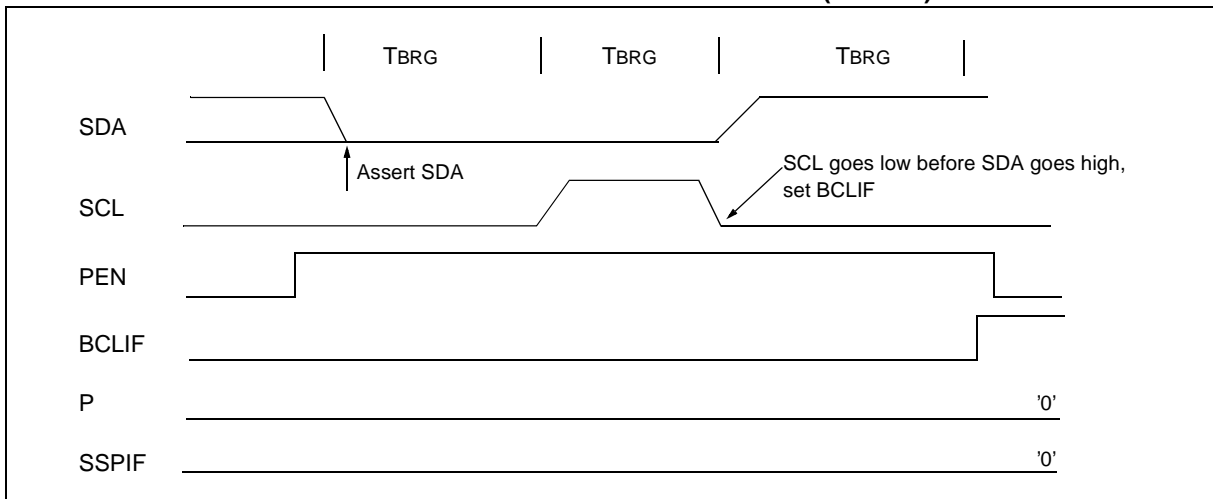 TBRG TBRG TBRG
SDA
Assert SDA
SCL goes low before SDA goes high,
set BCLIF
SCL
PEN
BCLIF
P '0'
SSPIF '0'